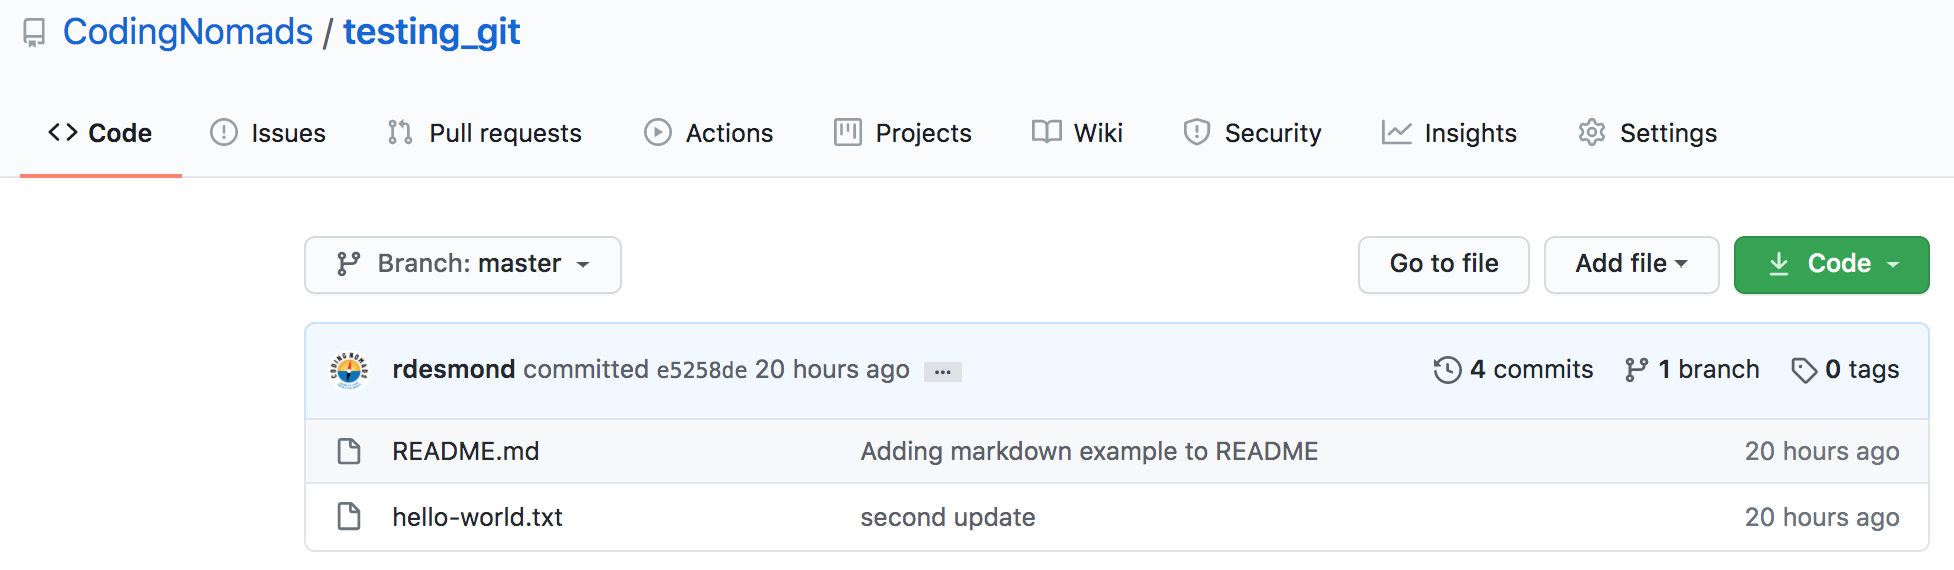 CodingNomads / testing_git
Code Issues Pull requests Actions Projects Wiki Security Insights Settings
Branch: master Go to file Add file Code
rdesmond committed e5258de 20 hours ago ... 4 commits 1 branch 0 tags
README.md Adding markdown example to README 20 hours ago
hello-world.txt second update 20 hours ago